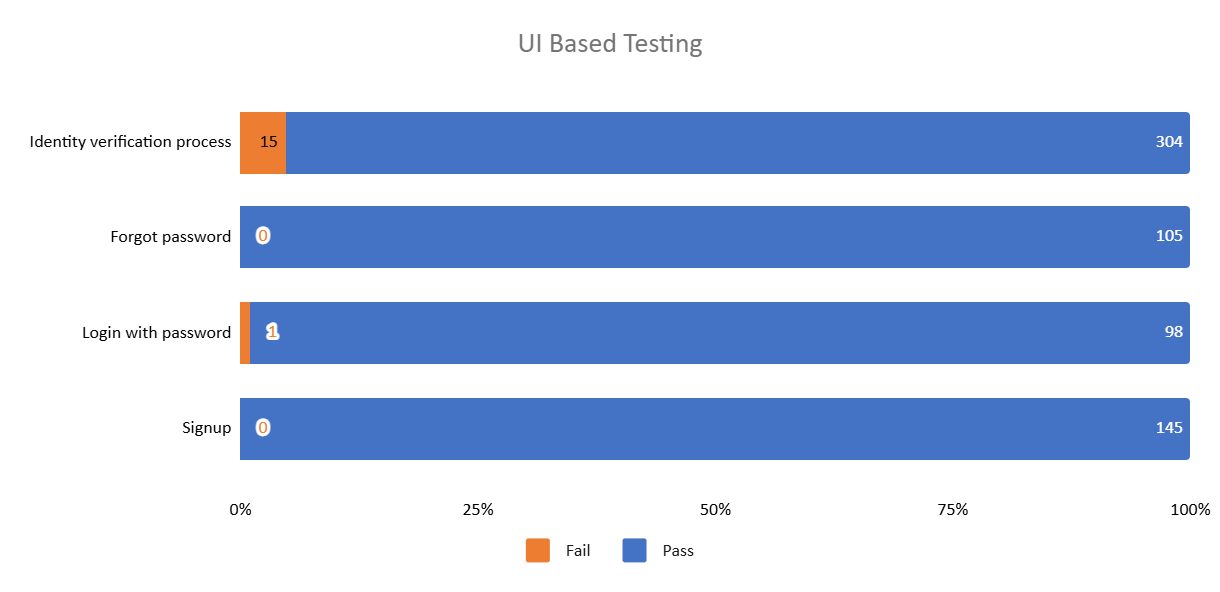 UI Based Testing
Identity verification process 15 304
Forgot password 0 105
Login with password 1 98
Signup 0 145
0% 25% 50% 75% 100%
Fail Pass